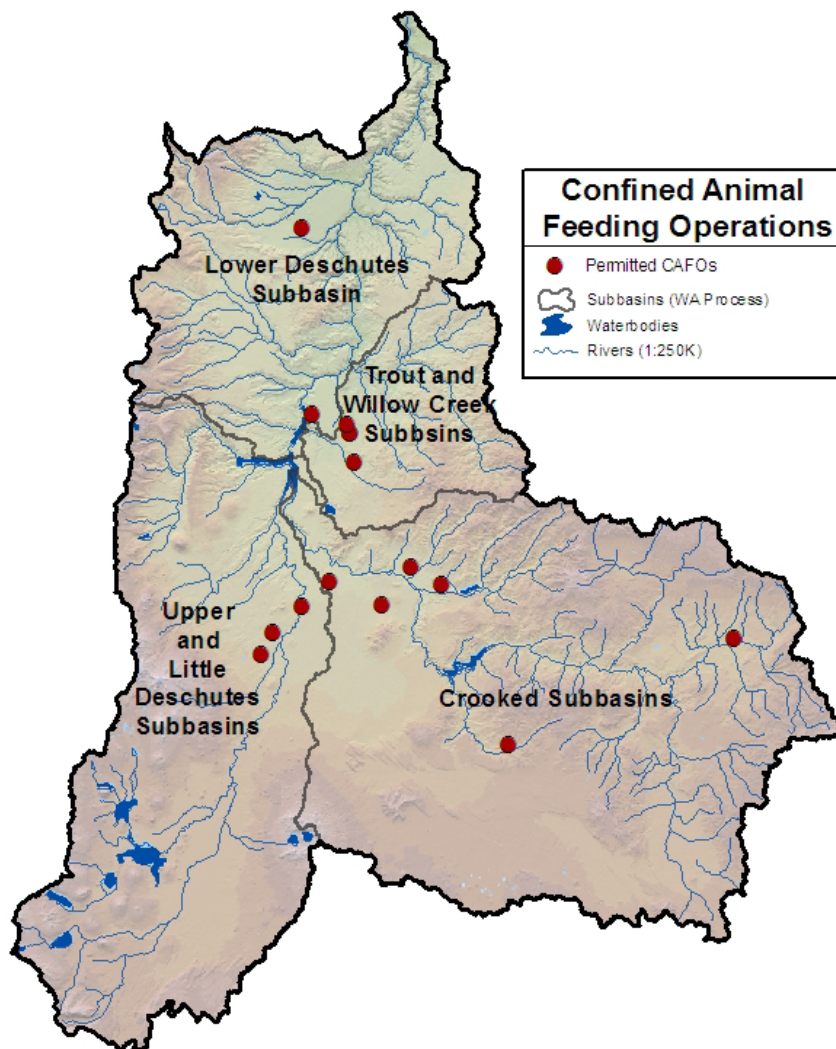 Confined Animal
Feeding Operations
Permitted CAFOs
Subbasins (WA Process)
Waterbodies
Rivers (1:250K)
Lower Deschutes
Subbasin
Trout and
Willow Creek
Subbsins
Upper
and
Little
Deschutes
Subbasins
Crooked Subbasins